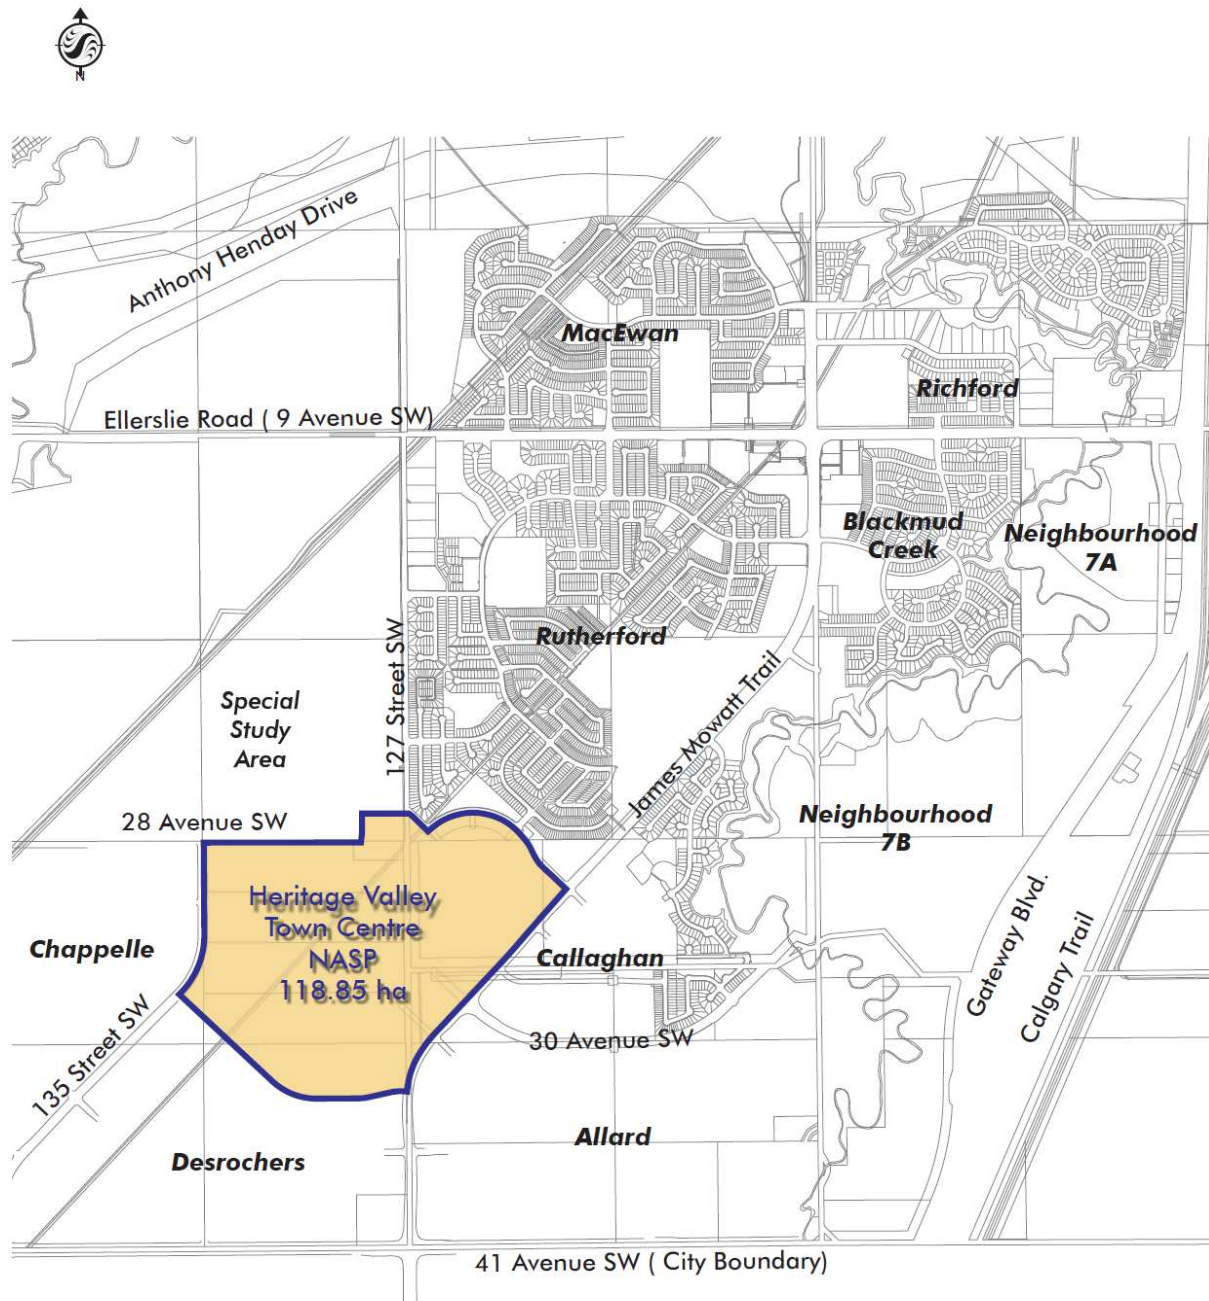 N
Anthony Henday Drive
MacEwan
Richford
Ellerslie Road ( 9 Avenue SW)
Blackmud
Creek
Neighbourhood
7A
Rutherford
127 Street SW
Special
Study
Area
James Mowatt Trail
28 Avenue SW
Neighbourhood
7B
Heritage Valley
Town Centre
NASP
118.85 ha
Chappelle
Callaghan
Gateway Blvd.
Calgary Trail
135 Street SW
30 Avenue SW
Allard
Desrochers
41 Avenue SW ( City Boundary)